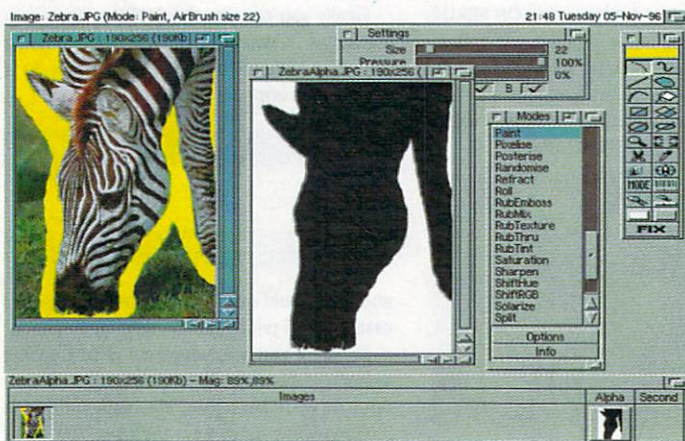 Image: Zebra.JPG (Mode: Paint, AirBrush size 22)
21:48 Tuesday 05-Nov-96
Zebra.JPG : 190x256 (190Kb)
Settings
Size
22
Pressure
100%
0%
B
ZebraAlpha.JPG : 190x256 (
Modes
Paint
Pixelise
Posterise
Randomise
Refract
Roll
RubEmboss
RubMix
RubTexture
RubThru
RubTint
Saturation
Sharpen
ShiftHue
ShiftRGB
Solarize
Split
Options
Info
MODE
FIX
ZebraAlpha.JPG : 190x256 (190Kb) - Mag: 89%,89%
Images
Alpha
Second